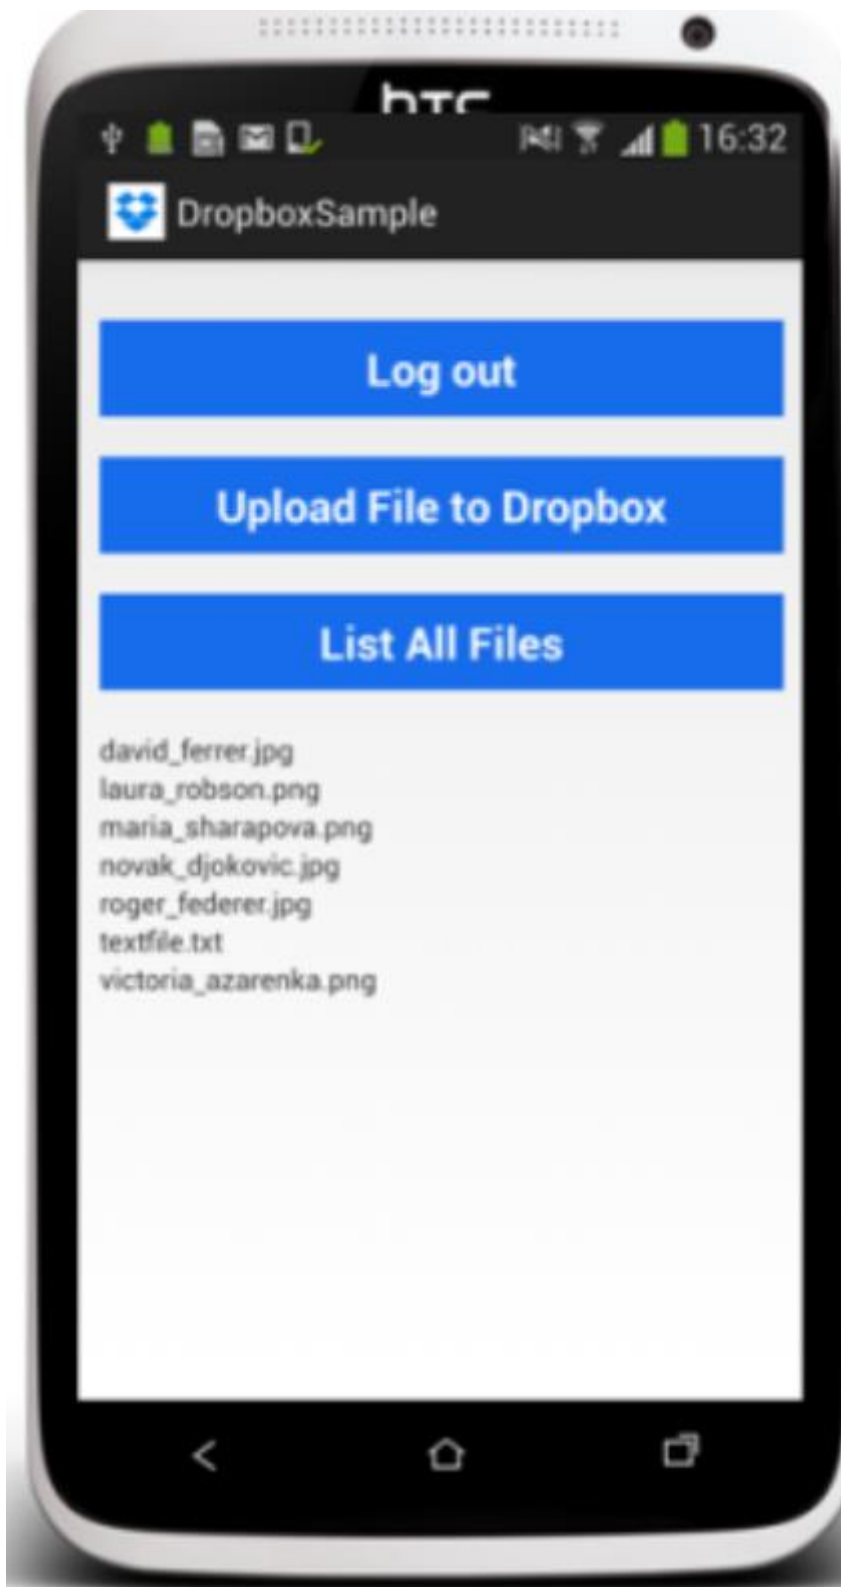 hTC
16:32
DropboxSample
Log out
Upload File to Dropbox
List All Files
david_ferrer.jpg
laura_robson.png
maria_sharapova.png
novak_djokovic.jpg
roger_federer.jpg
textfile.txt
victoria_azarenka.png